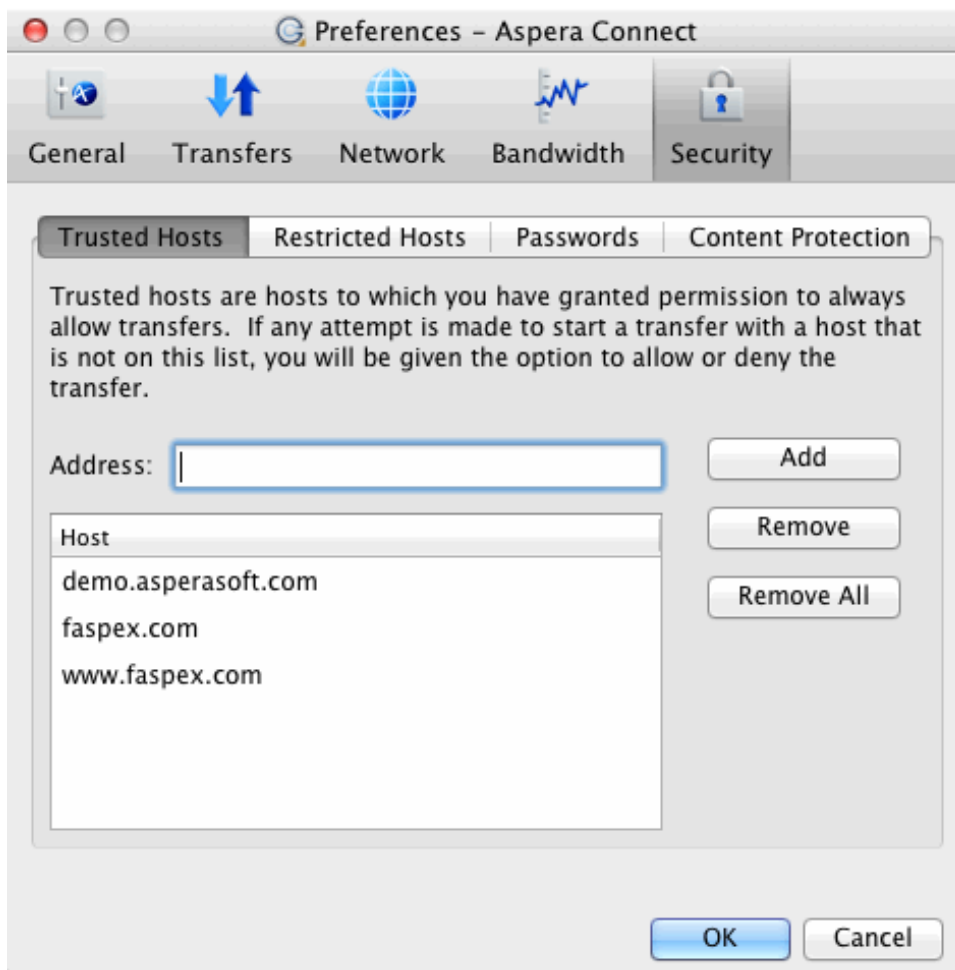 Preferences – Aspera Connect
General Transfers Network Bandwidth Security
Trusted Hosts Restricted Hosts Passwords Content Protection
Trusted hosts are hosts to which you have granted permission to always
allow transfers.  If any attempt is made to start a transfer with a host that
is not on this list, you will be given the option to allow or deny the
transfer.
Address: Add
Remove
Host
Remove All
demo.asperasoft.com
faspex.com
www.faspex.com
OK Cancel